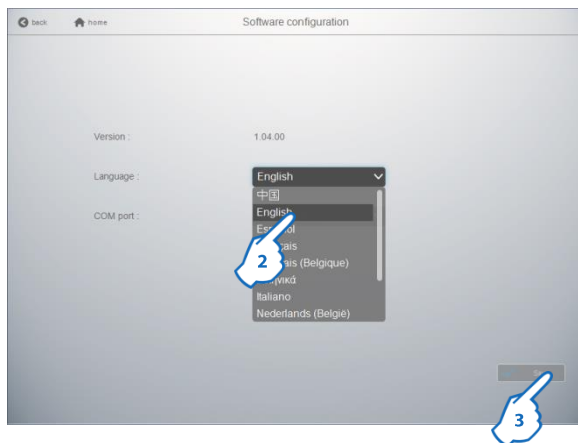 back home Software configuration
Version : 1.04.00
Language : English
中国
COM port : English
2
(Belgique)
Italiano
Nederlands (België)
3